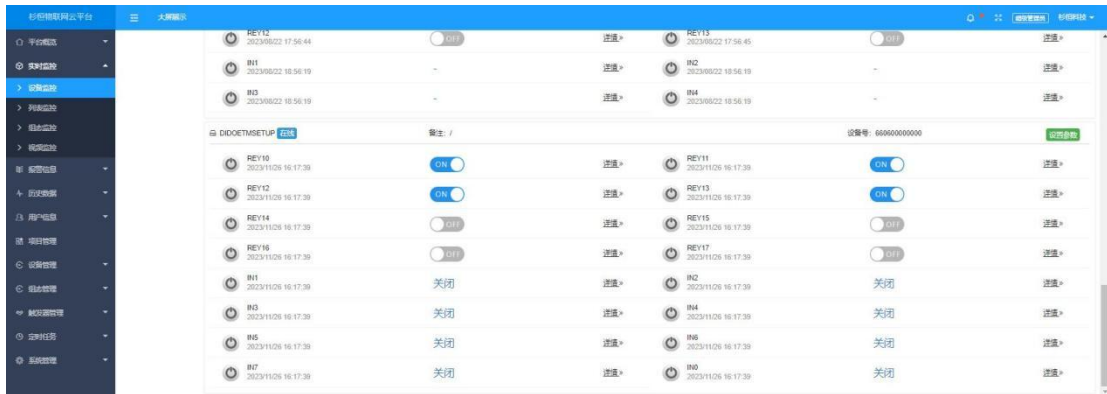 杉恒物联网云平台
大屏展示
超级管理员 杉恒科技
平台概览
实时监控
设备监控
列表监控
组态监控
视频监控
报警信息
历史数据
用户信息
项目管理
设备管理
组态管理
触发器管理
定时任务
系统管理
REY12
2023/08/22 17:56:44
OFF
详情»
REY13
2023/08/22 17:56:45
OFF
详情»
IN1
2023/08/22 18:56:19
-
详情»
IN2
2023/08/22 18:56:19
-
详情»
IN3
2023/08/22 18:56:19
-
详情»
IN4
2023/08/22 18:56:19
-
详情»
DIDOETMSETUP 在线
备注: /
设备号: 660600000000
设置参数
REY10
2023/11/26 16:17:39
ON
详情»
REY11
2023/11/26 16:17:39
ON
详情»
REY12
2023/11/26 16:17:39
ON
详情»
REY13
2023/11/26 16:17:39
ON
详情»
REY14
2023/11/26 16:17:39
OFF
详情»
REY15
2023/11/26 16:17:39
OFF
详情»
REY16
2023/11/26 16:17:39
OFF
详情»
REY17
2023/11/26 16:17:39
OFF
详情»
IN1
2023/11/26 16:17:39
关闭
详情»
IN2
2023/11/26 16:17:39
关闭
详情»
IN3
2023/11/26 16:17:39
关闭
详情»
IN4
2023/11/26 16:17:39
关闭
详情»
IN5
2023/11/26 16:17:39
关闭
详情»
IN6
2023/11/26 16:17:39
关闭
详情»
IN7
2023/11/26 16:17:39
关闭
详情»
2023/11/26 16:17:39
关闭
详情»